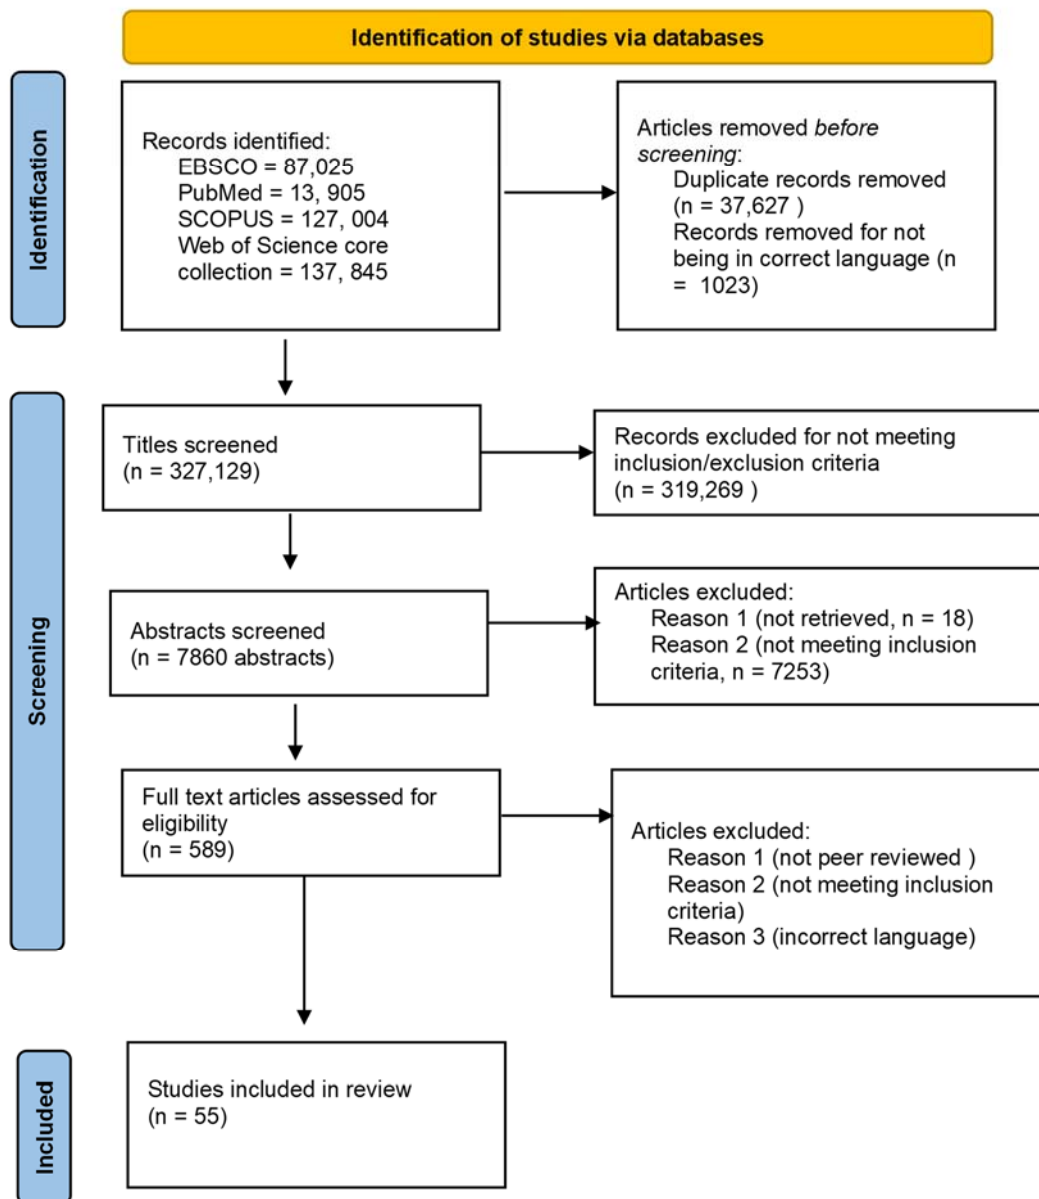 Identification of studies via databases
Identification
Records identified:
EBSCO = 87,025
PubMed = 13, 905
SCOPUS = 127, 004
Web of Science core
collection = 137, 845
Articles removed before
screening:
Duplicate records removed
(n = 37,627 )
Records removed for not
being in correct language (n
= 1023)
Screening
Titles screened
(n = 327,129)
Records excluded for not meeting
inclusion/exclusion criteria
(n = 319,269 )
Abstracts screened
(n = 7860 abstracts)
Articles excluded:
Reason 1 (not retrieved, n = 18)
Reason 2 (not meeting inclusion
criteria, n = 7253)
Full text articles assessed for
eligibility
(n = 589)
Articles excluded:
Reason 1 (not peer reviewed )
Reason 2 (not meeting inclusion
criteria)
Reason 3 (incorrect language)
Included
Studies included in review
(n = 55)